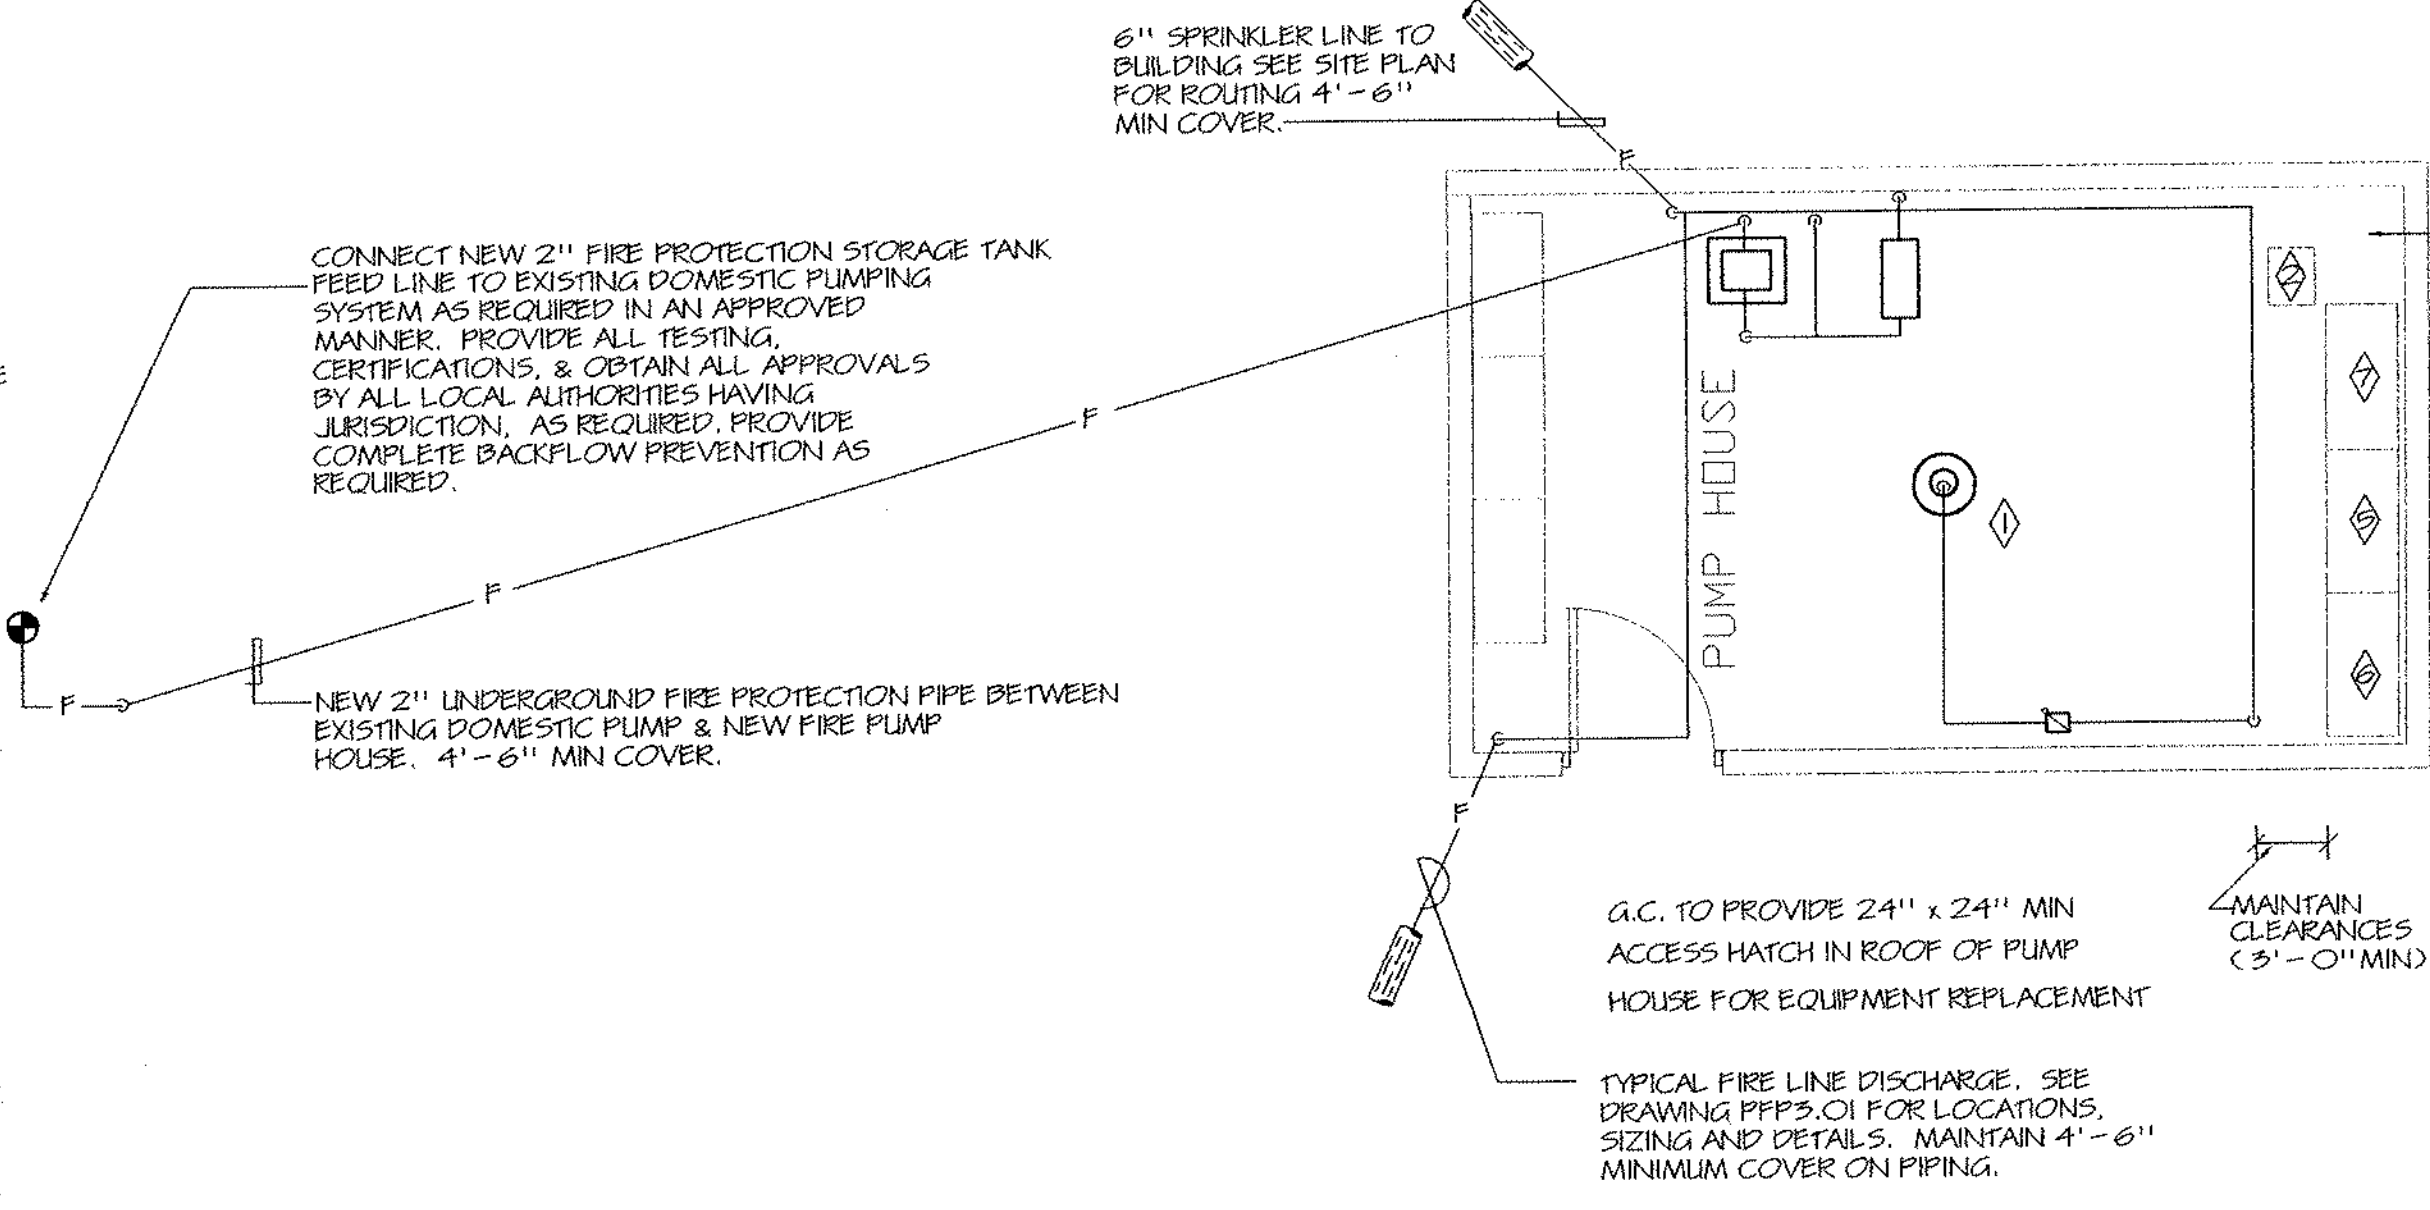 6" SPRINKLER LINE TO
BUILDING SEE SITE PLAN
FOR ROUTING 4'-6"
MIN COVER.
F
CONNECT NEW 2" FIRE PROTECTION STORAGE TANK
FEED LINE TO EXISTING DOMESTIC PUMPING
SYSTEM AS REQUIRED IN AN APPROVED
MANNER. PROVIDE ALL TESTING,
CERTIFICATIONS, & OBTAIN ALL APPROVALS
BY ALL LOCAL AUTHORITIES HAVING
JURISDICTION, AS REQUIRED. PROVIDE
COMPLETE BACKFLOW PREVENTION AS
REQUIRED.
F
F
F
NEW 2" UNDERGROUND FIRE PROTECTION PIPE BETWEEN
EXISTING DOMESTIC PUMP & NEW FIRE PUMP
HOUSE. 4'-6" MIN COVER.
PUMP HOUSE
2
7
5
1
6
F
MAINTAIN
CLEARANCES
(3'-0"MIN)
G.C. TO PROVIDE 24" x 24" MIN
ACCESS HATCH IN ROOF OF PUMP
HOUSE FOR EQUIPMENT REPLACEMENT
TYPICAL FIRE LINE DISCHARGE. SEE
DRAWING PFP3.01 FOR LOCATIONS,
SIZING AND DETAILS. MAINTAIN 4'-6"
MINIMUM COVER ON PIPING.